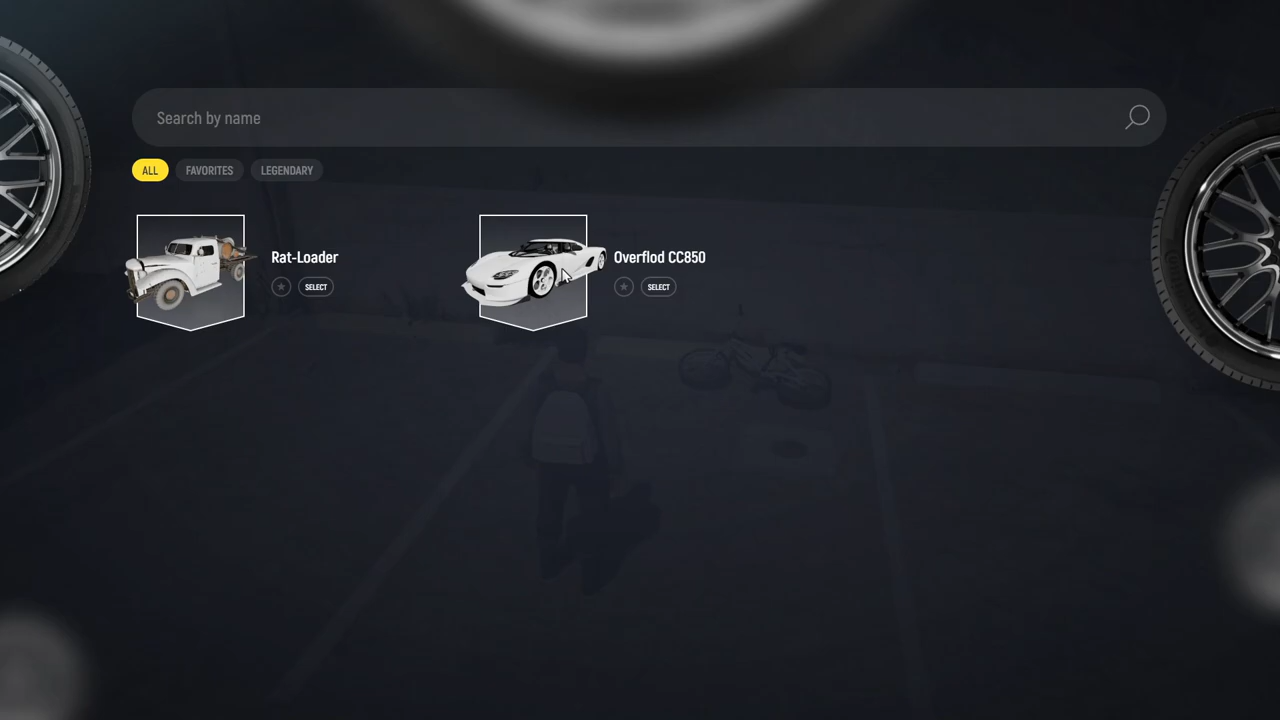 Search by name
ALL
FAVORITES
LEGENDARY
Rat-Loader
SELECT
Overflod CC850
SELECT